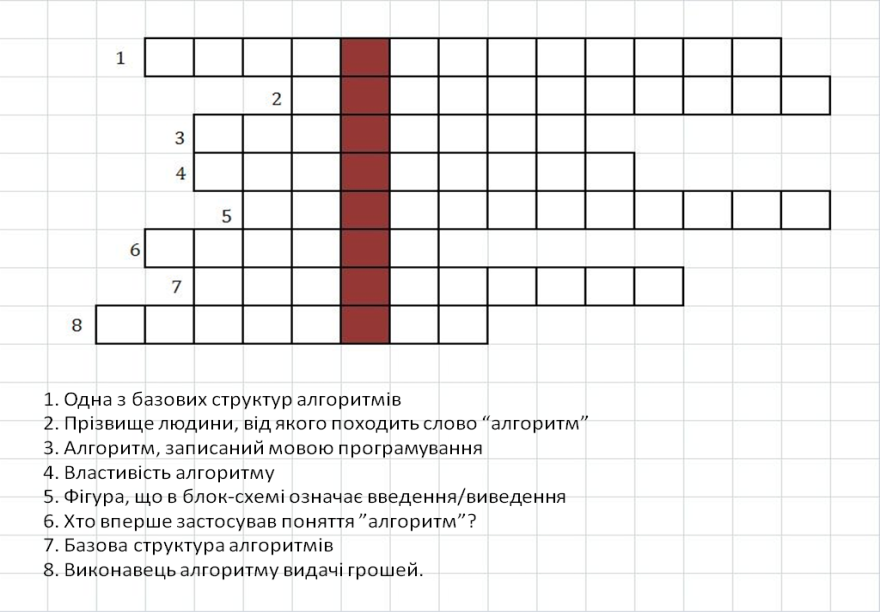 1
2
3
4
5
6
7
8
1. Одна з базових структур алгоритмів
2. Прізвище людини, від якого походить слово “алгоритм”
3. Алгоритм, записаний мовою програмування
4. Властивість алгоритму
5. Фігура, що в блок-схемі означає введення/виведення
6. Хто вперше застосував поняття ”алгоритм”?
7. Базова структура алгоритмів
8. Виконавець алгоритму видачі грошей.